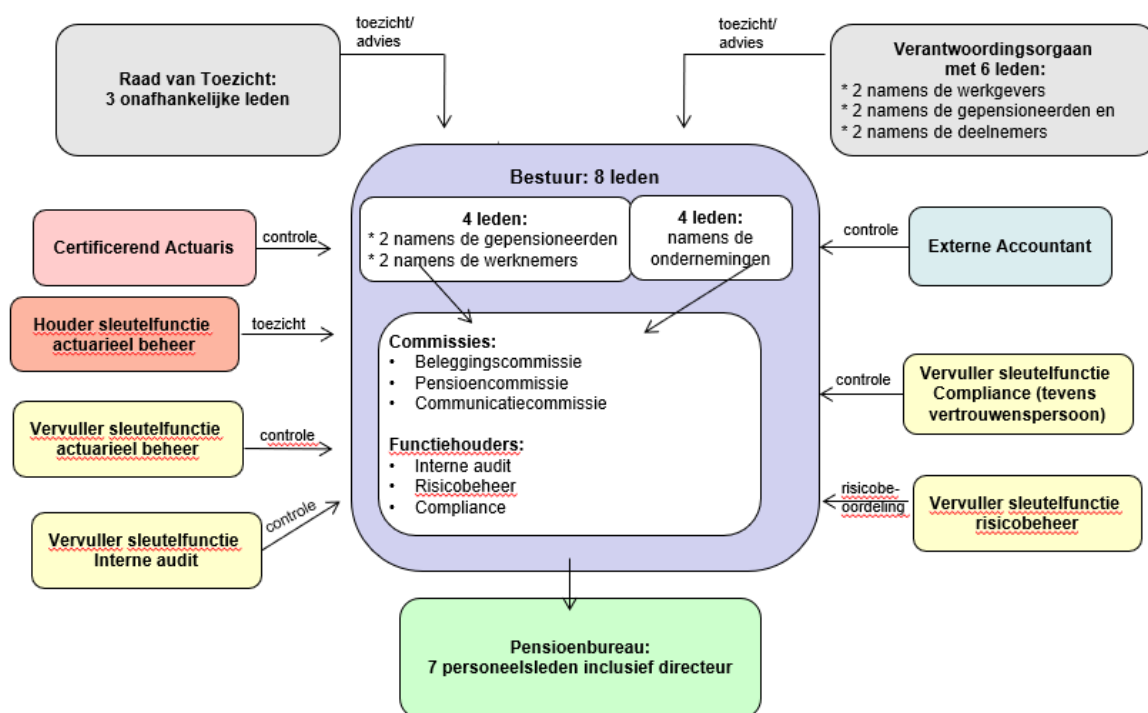 toezicht/
advies
toezicht/
advies
Raad van Toezicht:
3 onafhankelijke leden
Verantwoordingsorgaan
met 6 leden:
* 2 namens de werkgevers
* 2 namens de gepensioneerden en
* 2 namens de deelnemers
Bestuur: 8 leden
4 leden:
* 2 namens de gepensioneerden
* 2 namens de werknemers
4 leden:
namens de
ondernemingen
Certificerend Actuaris
controle
controle
Externe Accountant
Houder sleutelfunctie
actuarieel beheer
toezicht
Commissies:
• Beleggingscommissie
• Pensioencommissie
• Communicatiecommissie
Functiehouders:
• Interne audit
• Risicobeheer
• Compliance
controle
Vervuller sleutelfunctie
Compliance (tevens
vertrouwenspersoon)
Vervuller sleutelfunctie
actuarieel beheer
controle
Vervuller sleutelfunctie
Interne audit
controle
risicobe-
oordeling
Vervuller sleutelfunctie
risicobeheer
Pensioenbureau:
7 personeelsleden inclusief directeur